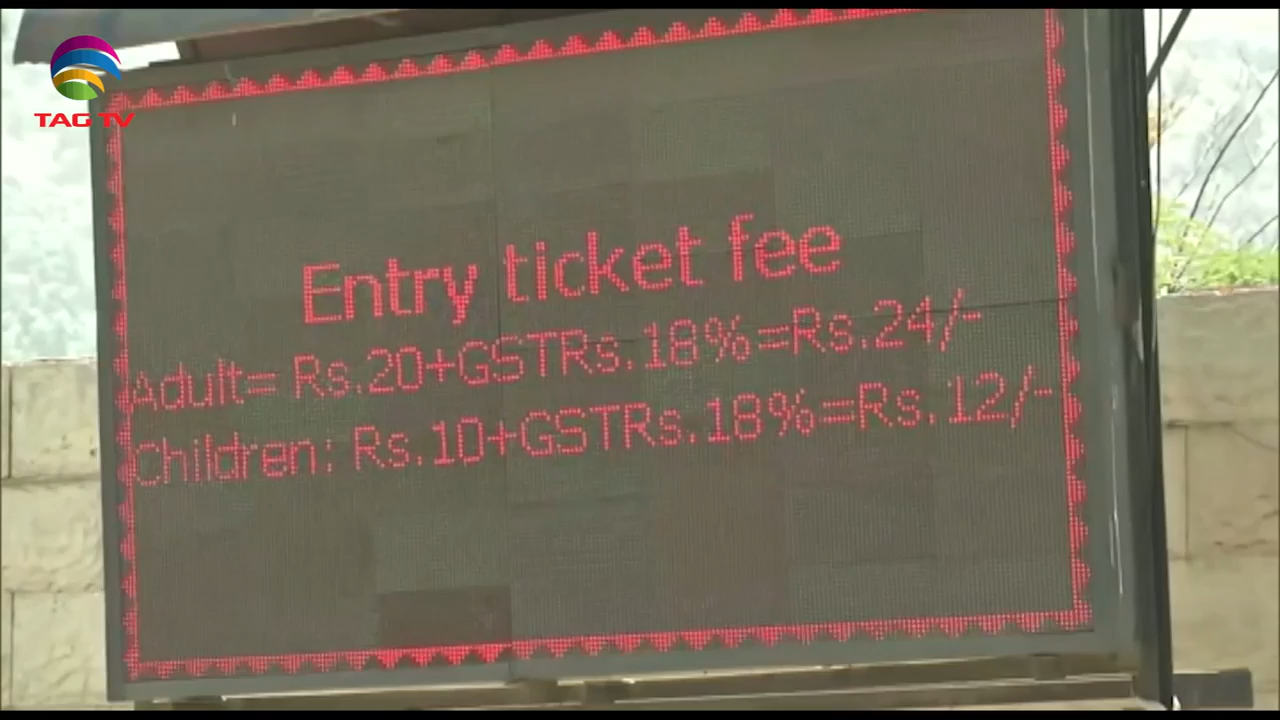 TAG TV
Entry ticket fee
Adult= Rs.20+GSTRs.18%=Rs.24/-
Children: Rs.10+GSTRs.18%=Rs.12/-